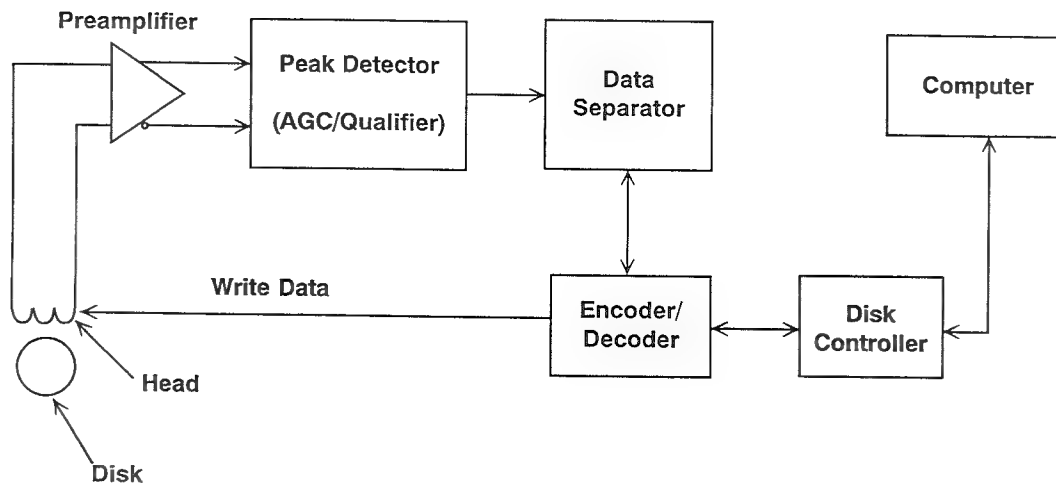 Preamplifier
Peak Detector
(AGC/Qualifier)
Data
Separator
Computer
Write Data
Encoder/
Decoder
Disk
Controller
Head
Disk